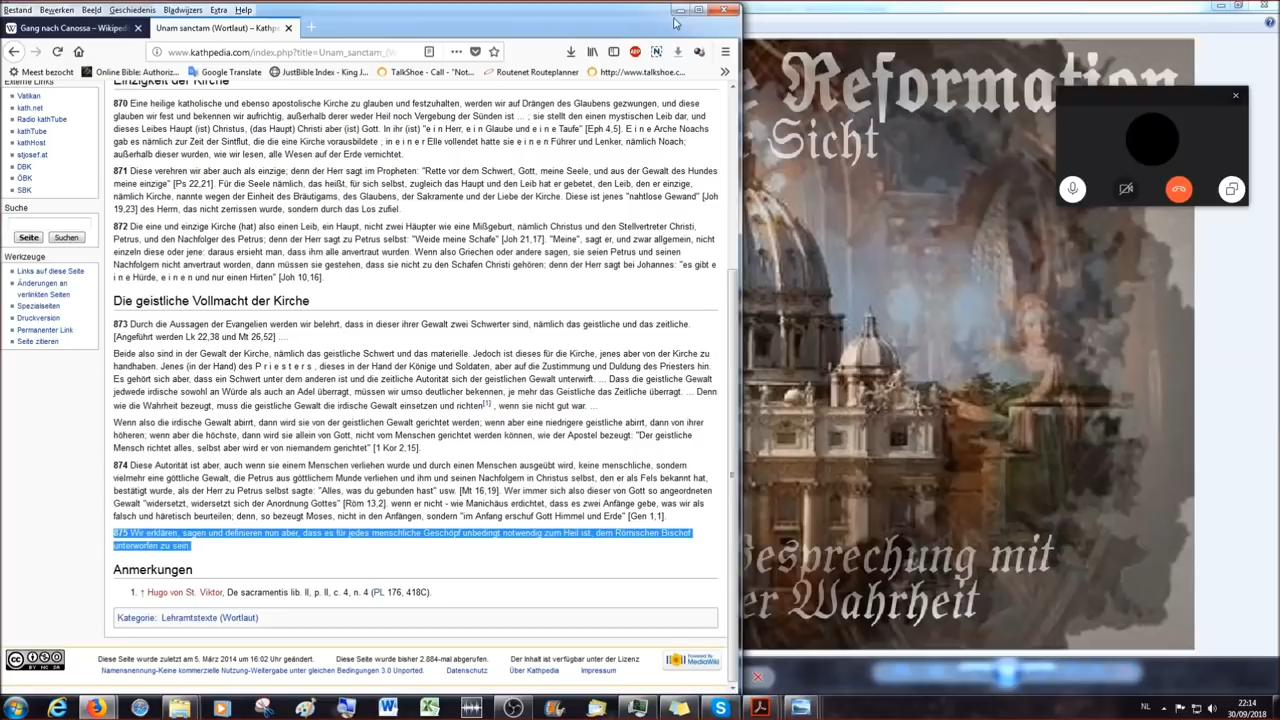 Bestand Bewerken Beeld Geschiedenis Bladwijzers Extra Help
Gang nach Canossa – Wikipedi
Unam sanctam (Wortlaut) – Kathpe
www.kathpedia.com/index.php?title=Unam_sanctam_(W
Meest bezocht
Online Bible: Authoriz...
Google Translate
JustBible Index - King J...
TalkShoe - Call - "Not...
Routenet Routeplanner
http://www.talkshoe.c...
Externe Links
Vatikan
kath.net
Radio kathTube
kathTube
kathHost
stjosef.at
DBK
ÖBK
SBK
Suche
Seite
Suchen
Werkzeuge
Links auf diese Seite
Änderungen an
verlinkten Seiten
Spezialseiten
Druckversion
Permanenter Link
Seite zitieren
Einzigkeit der Kirche
870 Eine heilige katholische und ebenso apostolische Kirche zu glauben und festzuhalten, werden wir auf Drängen des Glaubens gezwungen, und diese
glauben wir fest und bekennen wir aufrichtig, außerhalb derer weder Heil noch Vergebung der Sünden ist ... ; sie stellt den einen mystischen Leib dar, und
dieses Leibes Haupt (ist) Christus, (das Haupt) Christi aber (ist) Gott. In ihr (ist) "e i n Herr, e i n Glaube und e i n e Taufe" [Eph 4,5]. E i n e Arche Noachs
gab es nämlich zur Zeit der Sintflut, die die eine Kirche vorausbildete ; in e i n e r Elle vollendet hatte sie e i n e n Führer und Lenker, nämlich Noach;
außerhalb dieser wurden, wie wir lesen, alle Wesen auf der Erde vernichtet.
871 Diese verehren wir aber auch als einzige; denn der Herr sagt im Propheten: "Rette vor dem Schwert, Gott, meine Seele, und aus der Gewalt des Hundes
meine einzige" [Ps 22,21]. Für die Seele nämlich, das heißt, für sich selbst, zugleich das Haupt und den Leib hat er gebetet, den Leib, den er einzige,
nämlich Kirche, nannte wegen der Einheit des Bräutigams, des Glaubens, der Sakramente und der Liebe der Kirche. Diese ist jenes "nahtlose Gewand" [Joh
19,23] des Herrn, das nicht zerrissen wurde, sondern durch das Los zufiel.
872 Die eine und einzige Kirche (hat) also einen Leib, ein Haupt, nicht zwei Häupter wie eine Mißgeburt, nämlich Christus und den Stellvertreter Christi,
Petrus, und den Nachfolger des Petrus; denn der Herr sagt zu Petrus selbst: "Weide meine Schafe" [Joh 21,17]. "Meine", sagt er, und zwar allgemein, nicht
einzeln diese oder jene: daraus ersieht man, dass ihm alle anvertraut wurden. Wenn also Griechen oder andere sagen, sie seien Petrus und seinen
Nachfolgern nicht anvertraut worden, dann müssen sie gestehen, dass sie nicht zu den Schafen Christi gehören; denn der Herr sagt bei Johannes: "es gibt e
i n e Hürde, e i n e n und nur einen Hirten" [Joh 10,16].
Die geistliche Vollmacht der Kirche
873 Durch die Aussagen der Evangelien werden wir belehrt, dass in dieser ihrer Gewalt zwei Schwerter sind, nämlich das geistliche und das zeitliche.
[Angeführt werden Lk 22,38 und Mt 26,52] ....
Beide also sind in der Gewalt der Kirche, nämlich das geistliche Schwert und das materielle. Jedoch ist dieses für die Kirche, jenes aber von der Kirche zu
handhaben. Jenes (in der Hand) des P r i e s t e r s , dieses in der Hand der Könige und Soldaten, aber auf die Zustimmung und Duldung des Priesters hin.
Es gehört sich aber, dass ein Schwert unter dem anderen ist und die zeitliche Autorität sich der geistlichen Gewalt unterwirft. ... Dass die geistliche Gewalt
jedwede irdische sowohl an Würde als auch an Adel überragt, müssen wir umso deutlicher bekennen, je mehr das Geistliche das Zeitliche überragt. ... Denn
wie die Wahrheit bezeugt, muss die geistliche Gewalt die irdische Gewalt einsetzen und richten[1] , wenn sie nicht gut war. ...
Wenn also die irdische Gewalt abirrt, dann wird sie von der geistlichen Gewalt gerichtet werden; wenn aber eine niedrigere geistliche abirrt, dann von ihrer
höheren; wenn aber die höchste, dann wird sie allein von Gott, nicht vom Menschen gerichtet werden können, wie der Apostel bezeugt: "Der geistliche
Mensch richtet alles, selbst aber wird er von niemandem gerichtet" [1 Kor 2,15].
874 Diese Autorität ist aber, auch wenn sie einem Menschen verliehen wurde und durch einen Menschen ausgeübt wird, keine menschliche, sondern
vielmehr eine göttliche Gewalt, die Petrus aus göttlichem Munde verliehen und ihm und seinen Nachfolgern in Christus selbst, den er als Fels bekannt hat,
bestätigt wurde, als der Herr zu Petrus selbst sagte: "Alles, was du gebunden hast" usw. [Mt 16,19]. Wer immer sich also dieser von Gott so angeordneten
Gewalt "widersetzt, widersetzt sich der Anordnung Gottes" [Röm 13,2]. wenn er nicht - wie Manichäus erdichtet, dass es zwei Anfänge gebe, was wir als
falsch und häretisch beurteilen; denn, so bezeugt Moses, nicht in den Anfängen, sondern "im Anfang erschuf Gott Himmel und Erde" [Gen 1,1].
875 Wir erklären, sagen und definieren nun aber, dass es für jedes menschliche Geschöpf unbedingt notwendig zum Heil ist, dem Römischen Bischof
unterworfen zu sein.
Anmerkungen
1. ↑ Hugo von St. Viktor, De sacramentis lib. II, p. II, c. 4, n. 4 (PL 176, 418C).
Kategorie: Lehramtstexte (Wortlaut)
Diese Seite wurde zuletzt am 5. März 2014 um 16:02 Uhr geändert. Diese Seite wurde bisher 2.884-mal abgerufen. Der Inhalt ist verfügbar unter der Lizenz
Namensnennung-Keine kommerzielle Nutzung-Weitergabe unter gleichen Bedingungen 3.0 Unported. Datenschutz Über Kathpedia Impressum
Powered By
MediaWiki
e Reformation
Sicht
Besprechung mit
er Wahrheit
22:14
30/09/2018